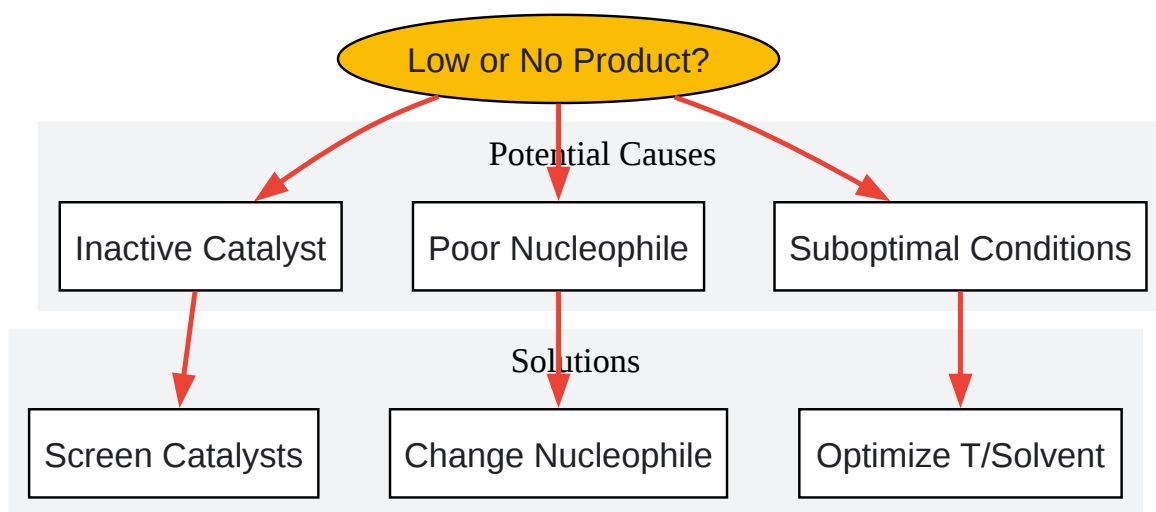 Low or No Product?
Potential Causes
Inactive Catalyst
Poor Nucleophile
Suboptimal Conditions
Solutions
Screen Catalysts
Change Nucleophile
Optimize T/Solvent